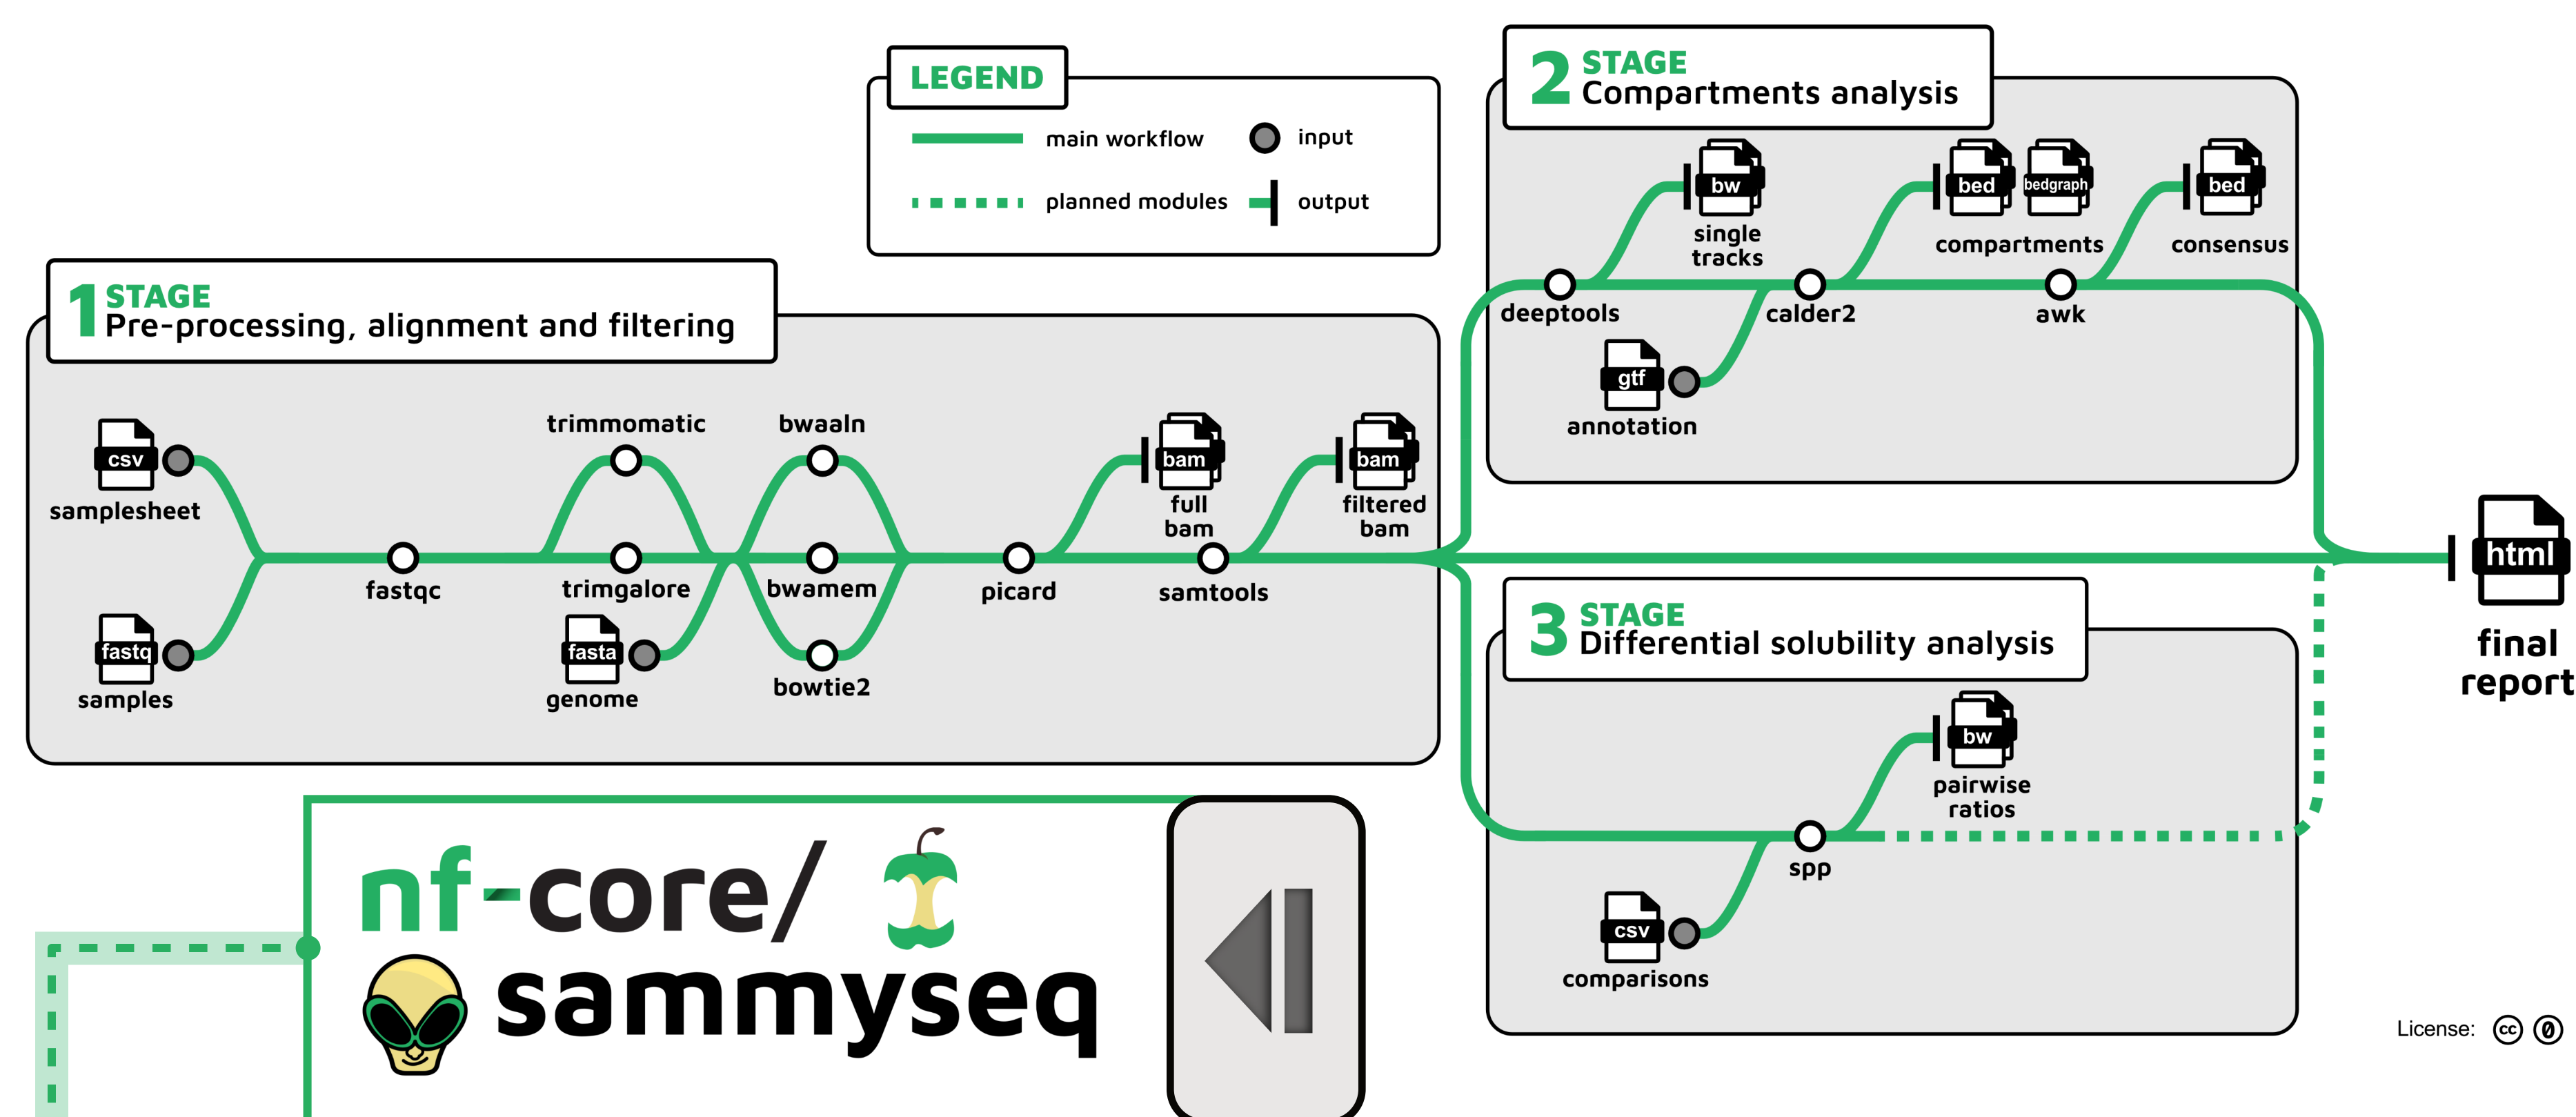 LEGEND
main workflow
input
planned modules
output
1 STAGE
Pre-processing, alignment and filtering
csv
samplesheet
fastq
samples
fastqc
trimmomatic
trimgalore
fasta
genome
bwaaln
bwamem
bowtie2
picard
bam
full
bam
samtools
bam
filtered
bam
2 STAGE
Compartments analysis
bw
single
tracks
bed
bedgraph
compartments
bed
consensus
deeptools
calder2
awk
gtf
annotation
3 STAGE
Differential solubility analysis
bw
pairwise
ratios
spp
csv
comparisons
html
final
report
nf-core/
sammyseq
License: cc 0